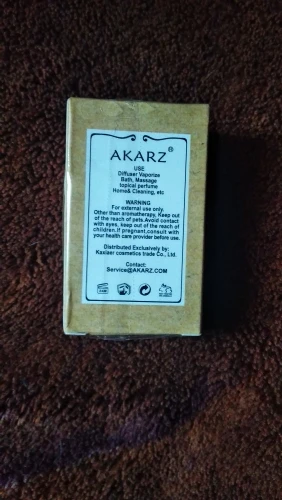 AKARZ®
USE
Diffuser Vaporize
Bath, Massage
topical perfume
Home& Cleaning, etc
WARNING
For external use only.
Other than aromatherapy, Keep out
of the reach of pets.Avoid contact
with eyes, keep out of the reach of
children. If pregnant,consult with
your health care provider before use.
Distributed Exclusively by:
Kaxiaer cosmetics trade Co., Ltd.
Contact:
Service@AKARZ.COM